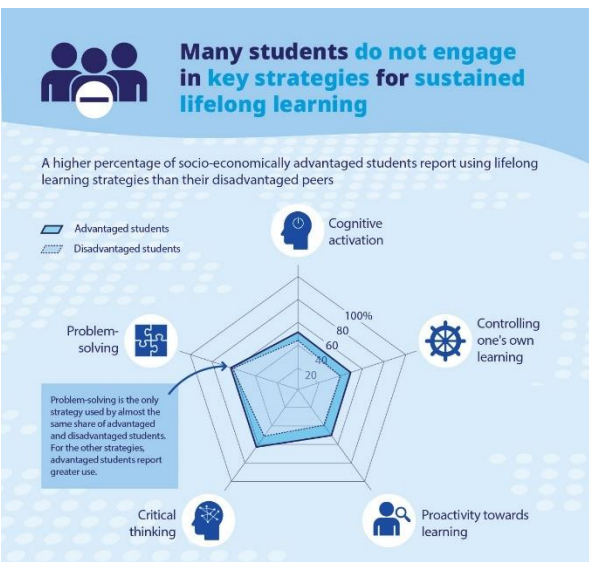 Many students do not engage
in key strategies for sustained
lifelong learning
A higher percentage of socio-economically advantaged students report using lifelong
learning strategies than their disadvantaged peers
Advantaged students
Disadvantaged students
Cognitive
activation
100%
80
60
40
20
Controlling
one's own
learning
Problem-
solving
Problem-solving is the only
strategy used by almost the
same share of advantaged
and disadvantaged students.
For the other strategies,
advantaged students report
greater use.
Critical
thinking
Proactivity towards
learning